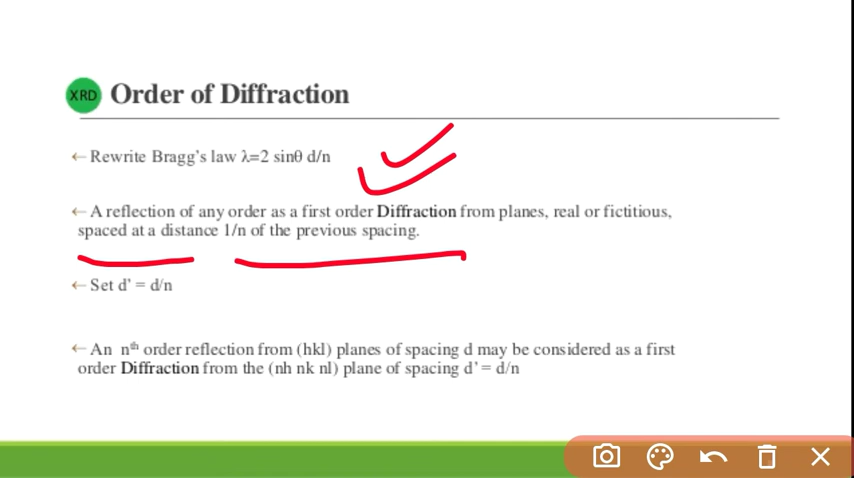 XRD Order of Diffraction
←Rewrite Bragg's law λ=2 sinθ d/n
←A reflection of any order as a first order Diffraction from planes, real or fictitious,
spaced at a distance 1/n of the previous spacing.
←Set d' = d/n
←An nᵗʰ order reflection from (hkl) planes of spacing d may be considered as a first
order Diffraction from the (nh nk nl) plane of spacing d' = d/n